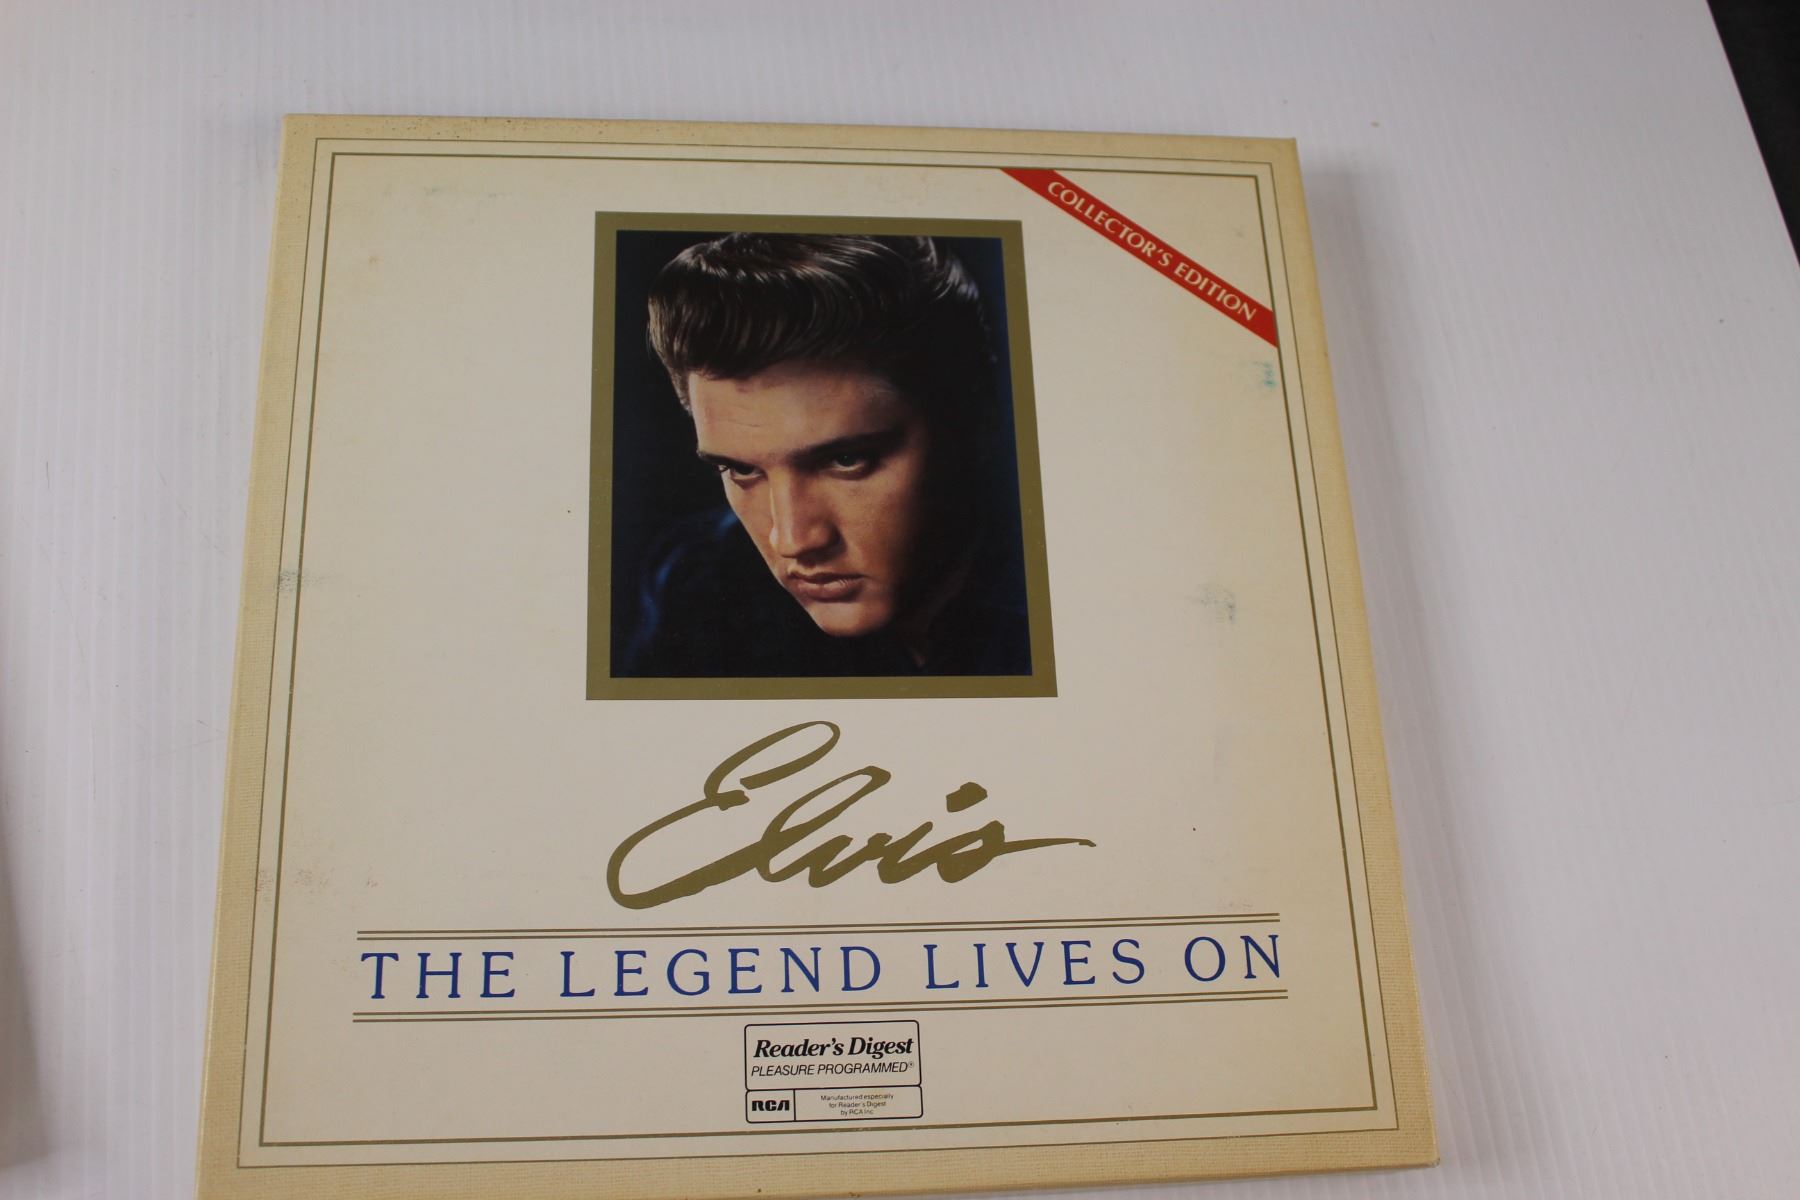 COLLECTOR'S EDITION
Elvis
THE LEGEND LIVES ON
Reader's Digest
PLEASURE PROGRAMMED®
RCA
Manufactured especially
for Reader's Digest
by RCA Inc